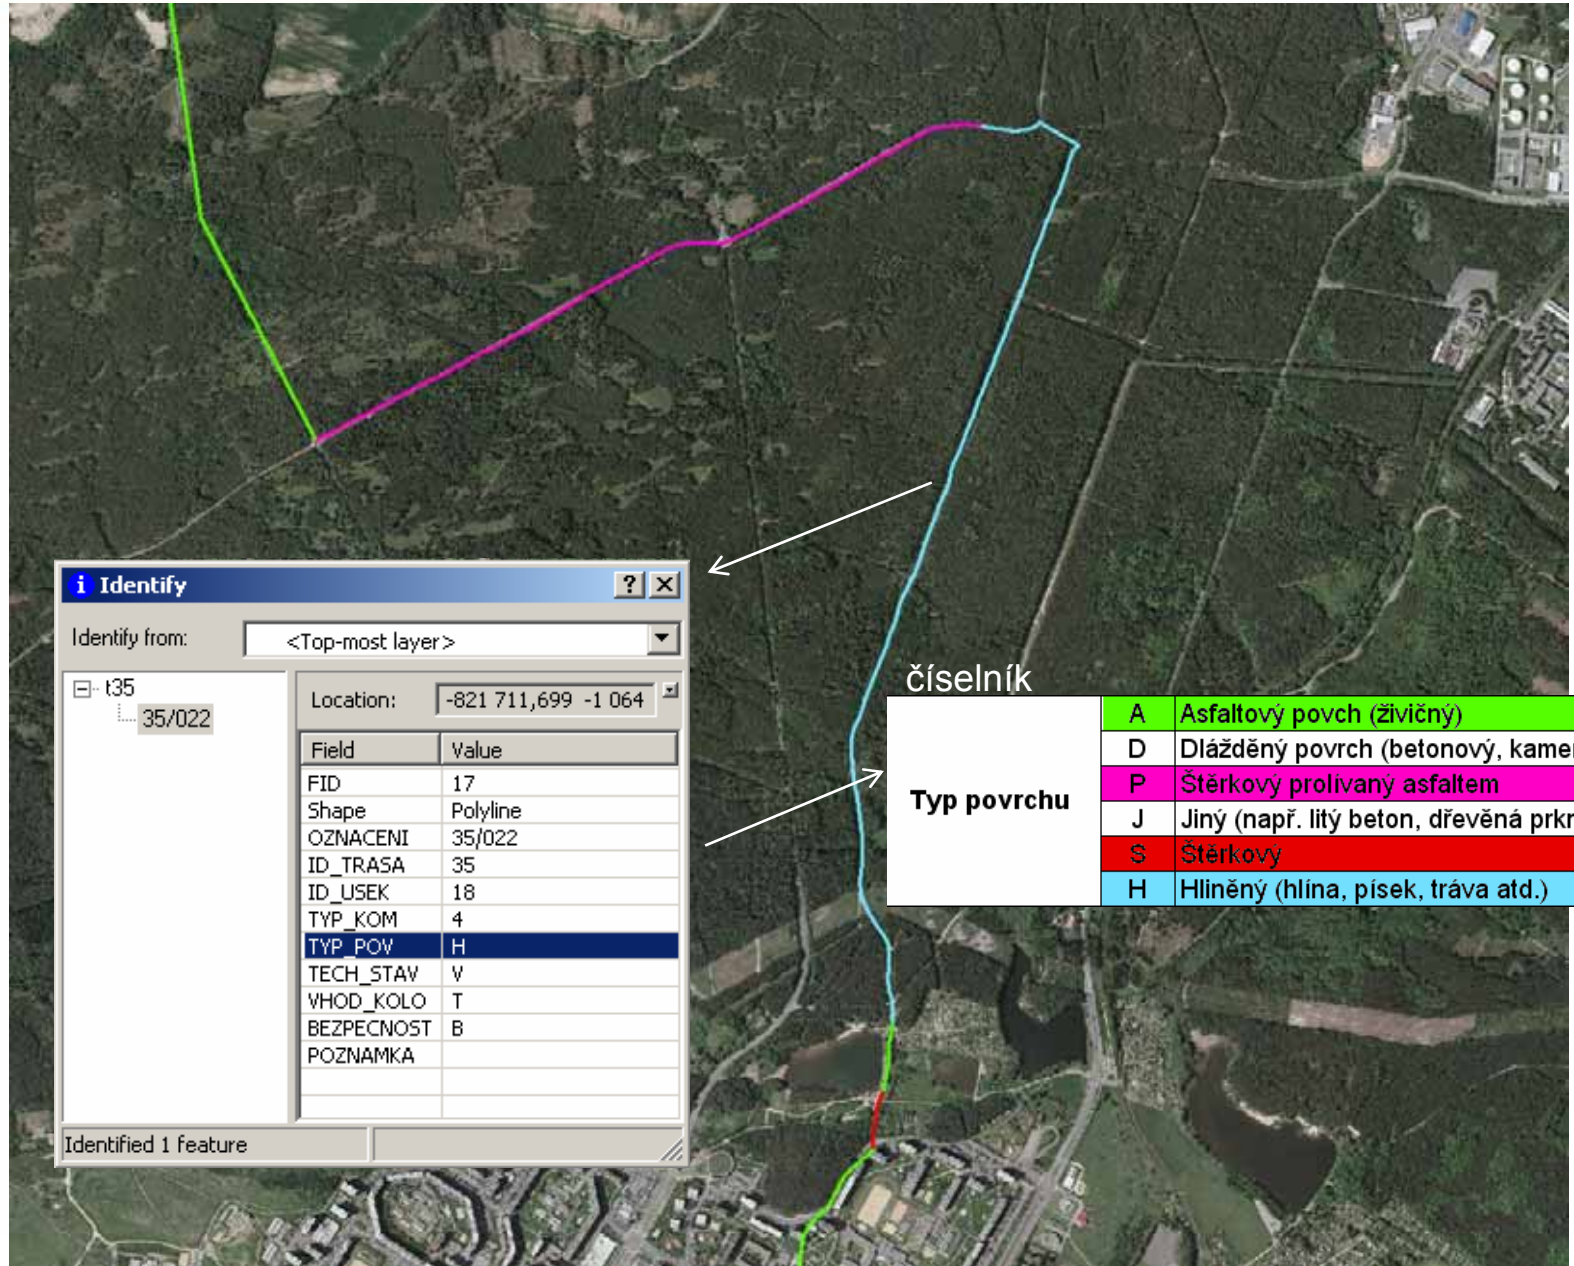 Identify
Identify from: <Top-most layer>
t35
35/022
Location: -821 711,699 -1 064
Field Value
FID 17
Shape Polyline
OZNACENI 35/022
ID_TRASA 35
ID_USEK 18
TYP_KOM 4
TYP_POV H
TECH_STAV V
VHOD_KOLO T
BEZPECNOST B
POZNAMKA
Identified 1 feature
číselník
Typ povrchu
A Asfaltový povch (živičný)
D Dlážděný povrch (betonový, kamen
P Štěrkový prolívaný asfaltem
J Jiný (např. litý beton, dřevěná prkn
S Štěrkový
H Hliněný (hlína, písek, tráva atd.)